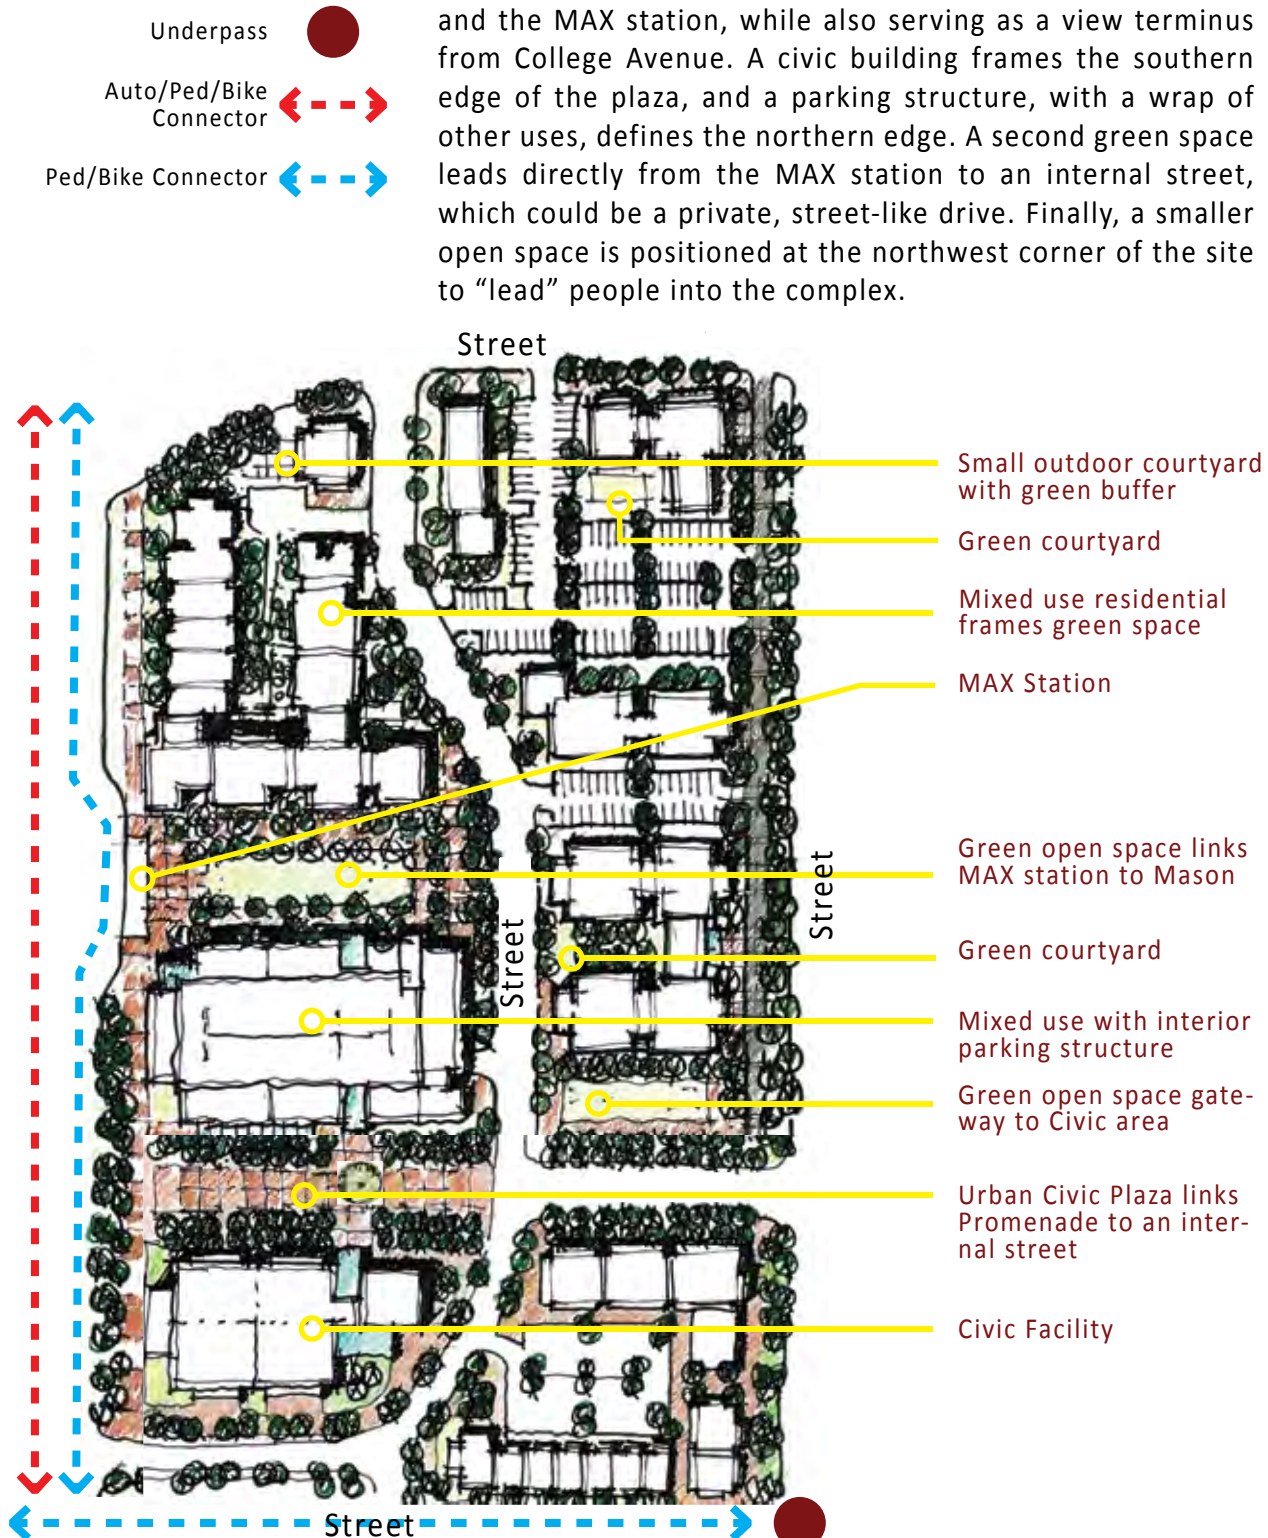 Underpass
Auto/Ped/Bike
Connector
Ped/Bike Connector
and the MAX station, while also serving as a view terminus
from College Avenue. A civic building frames the southern
edge of the plaza, and a parking structure, with a wrap of
other uses, defines the northern edge. A second green space
leads directly from the MAX station to an internal street,
which could be a private, street-like drive. Finally, a smaller
open space is positioned at the northwest corner of the site
to “lead” people into the complex.
Street
Small outdoor courtyard
with green buffer
Green courtyard
Mixed use residential
frames green space
MAX Station
Green open space links
MAX station to Mason
Street
Street
Green courtyard
Mixed use with interior
parking structure
Green open space gate-
way to Civic area
Urban Civic Plaza links
Promenade to an inter-
nal street
Civic Facility
Street